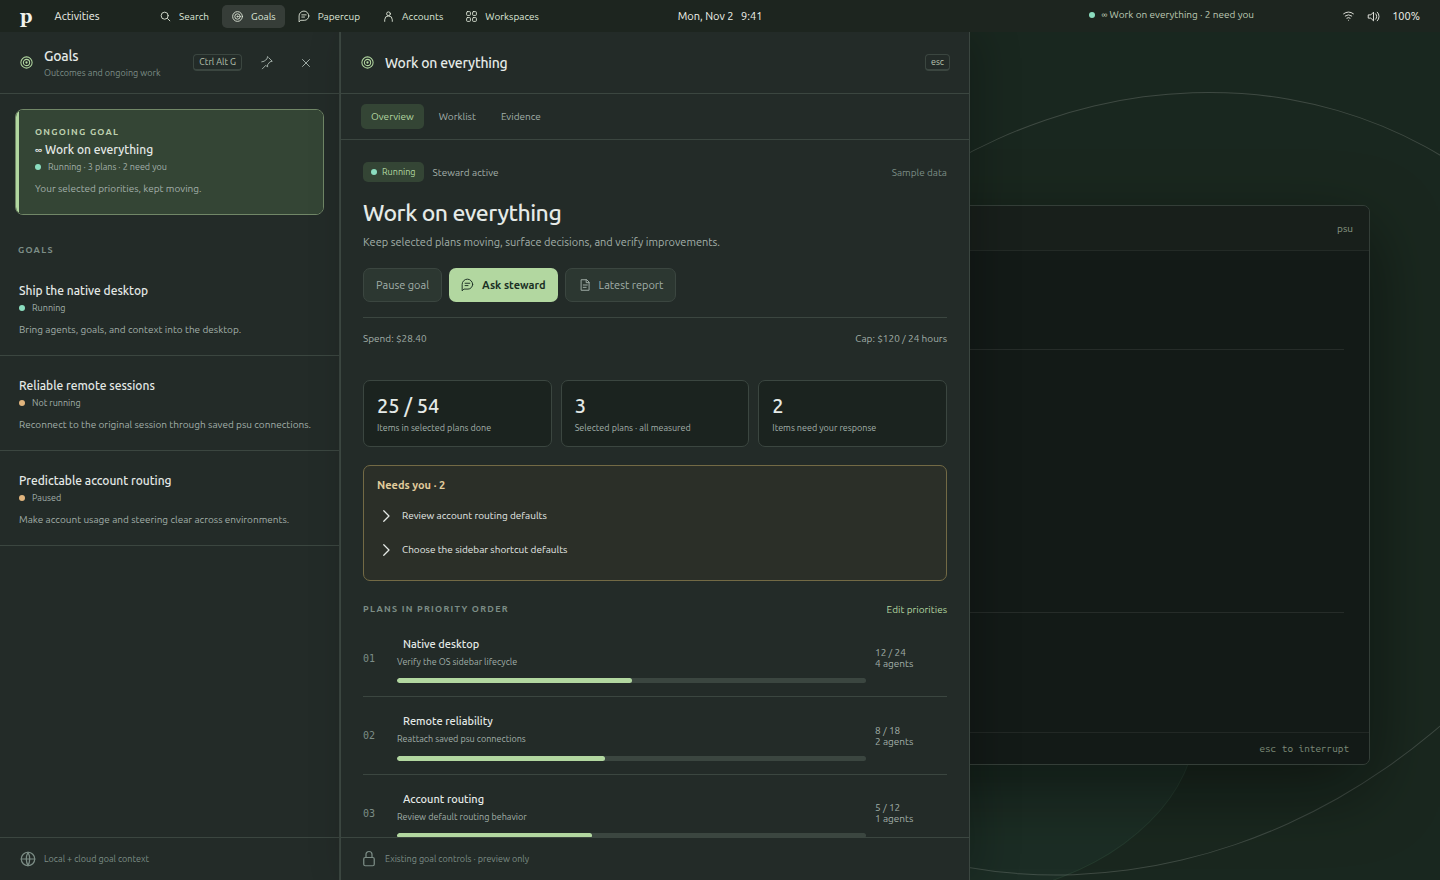 p Activities Search Goals Papercup Accounts Workspaces Mon, Nov 2 9:41 ∞ Work on everything · 2 need you 100%
Goals
Outcomes and ongoing work
Ctrl Alt G
ONGOING GOAL
∞ Work on everything
Running · 3 plans · 2 need you
Your selected priorities, kept moving.
GOALS
Ship the native desktop
Running
Bring agents, goals, and context into the desktop.
Reliable remote sessions
Not running
Reconnect to the original session through saved psu connections.
Predictable account routing
Paused
Make account usage and steering clear across environments.
Local + cloud goal context
Work on everything
esc
Overview Worklist Evidence
Running Steward active Sample data
Work on everything
Keep selected plans moving, surface decisions, and verify improvements.
Pause goal Ask steward Latest report
Spend: $28.40 Cap: $120 / 24 hours
25 / 54
Items in selected plans done
3
Selected plans · all measured
2
Items need your response
Needs you · 2
Review account routing defaults
Choose the sidebar shortcut defaults
PLANS IN PRIORITY ORDER Edit priorities
01
Native desktop
Verify the OS sidebar lifecycle
12 / 24
4 agents
02
Remote reliability
Reattach saved psu connections
8 / 18
2 agents
03
Account routing
Review default routing behavior
5 / 12
1 agents
Existing goal controls · preview only
psu
esc to interrupt